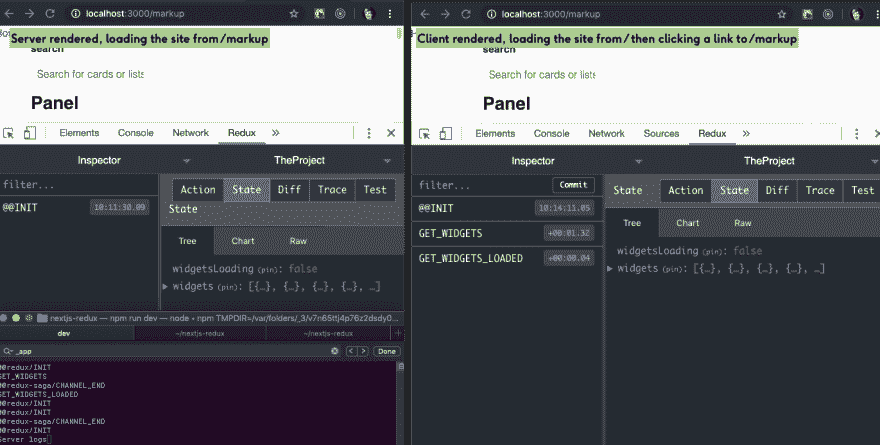 localhost:3000/markup
Server rendered, loading the site from /markup
search
Search for cards or lists
Panel
Elements Console Network Redux »
Inspector TheProject
filter...
@@INIT 10:11:30.09
Action State Diff Trace Test
State
Tree Chart Raw
widgetsLoading (pin): false
widgets (pin): [{…}, {…}, {…}, {…}, …]
nextjs-redux — npm run dev — node • npm TMPDIR=/var/folders/_3/v7n65ttj4p76z2dsdy0...
dev ~/nextjs-redux ~/nextjs-redux
_app Done
@@redux/INIT
GET_WIDGETS
@@redux-saga/CHANNEL_END
GET_WIDGETS_LOADED
@@redux/INIT
@@redux/INIT
@@redux-saga/CHANNEL_END
@@redux/INIT
Server logs
localhost:3000/markup
Client rendered, loading the site from / then clicking a link to /markup
search
Search for cards or lists
Panel
Elements Console Network Sources Redux »
Inspector TheProject
filter... Commit
@@INIT 10:14:11.05
GET_WIDGETS +00:01.32
GET_WIDGETS_LOADED +00:00.04
State Action State Diff Trace Test
Tree Chart Raw
widgetsLoading (pin): false
widgets (pin): [{…}, {…}, {…}, {…}, …]